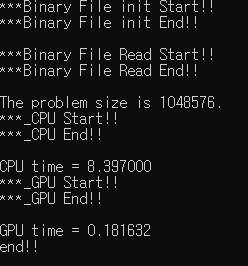 ***Binary File init Start!!
***Binary File init End!!
***Binary File Read Start!!
***Binary File Read End!!
The problem size is 1048576.
***_CPU Start!!
***_CPU End!!
CPU time = 8.397000
***_GPU Start!!
***_GPU End!!
GPU time = 0.181632
end!!